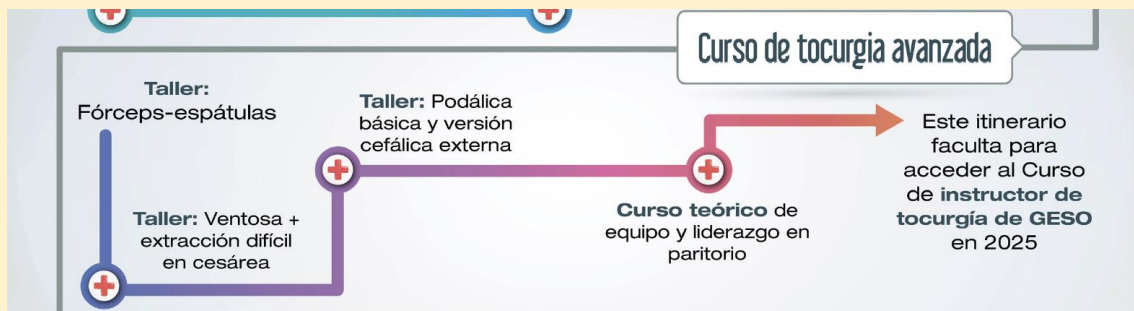 Curso de tocurgia avanzada
Taller:
Fórceps-espátulas
Taller: Ventosa +
extracción difícil
en cesárea
Taller: Podálica
básica y versión
cefálica externa
Curso teórico de
equipo y liderazgo en
paritorio
Este itinerario
faculta para
acceder al Curso
de instructor de
tocurgía de GESO
en 2025